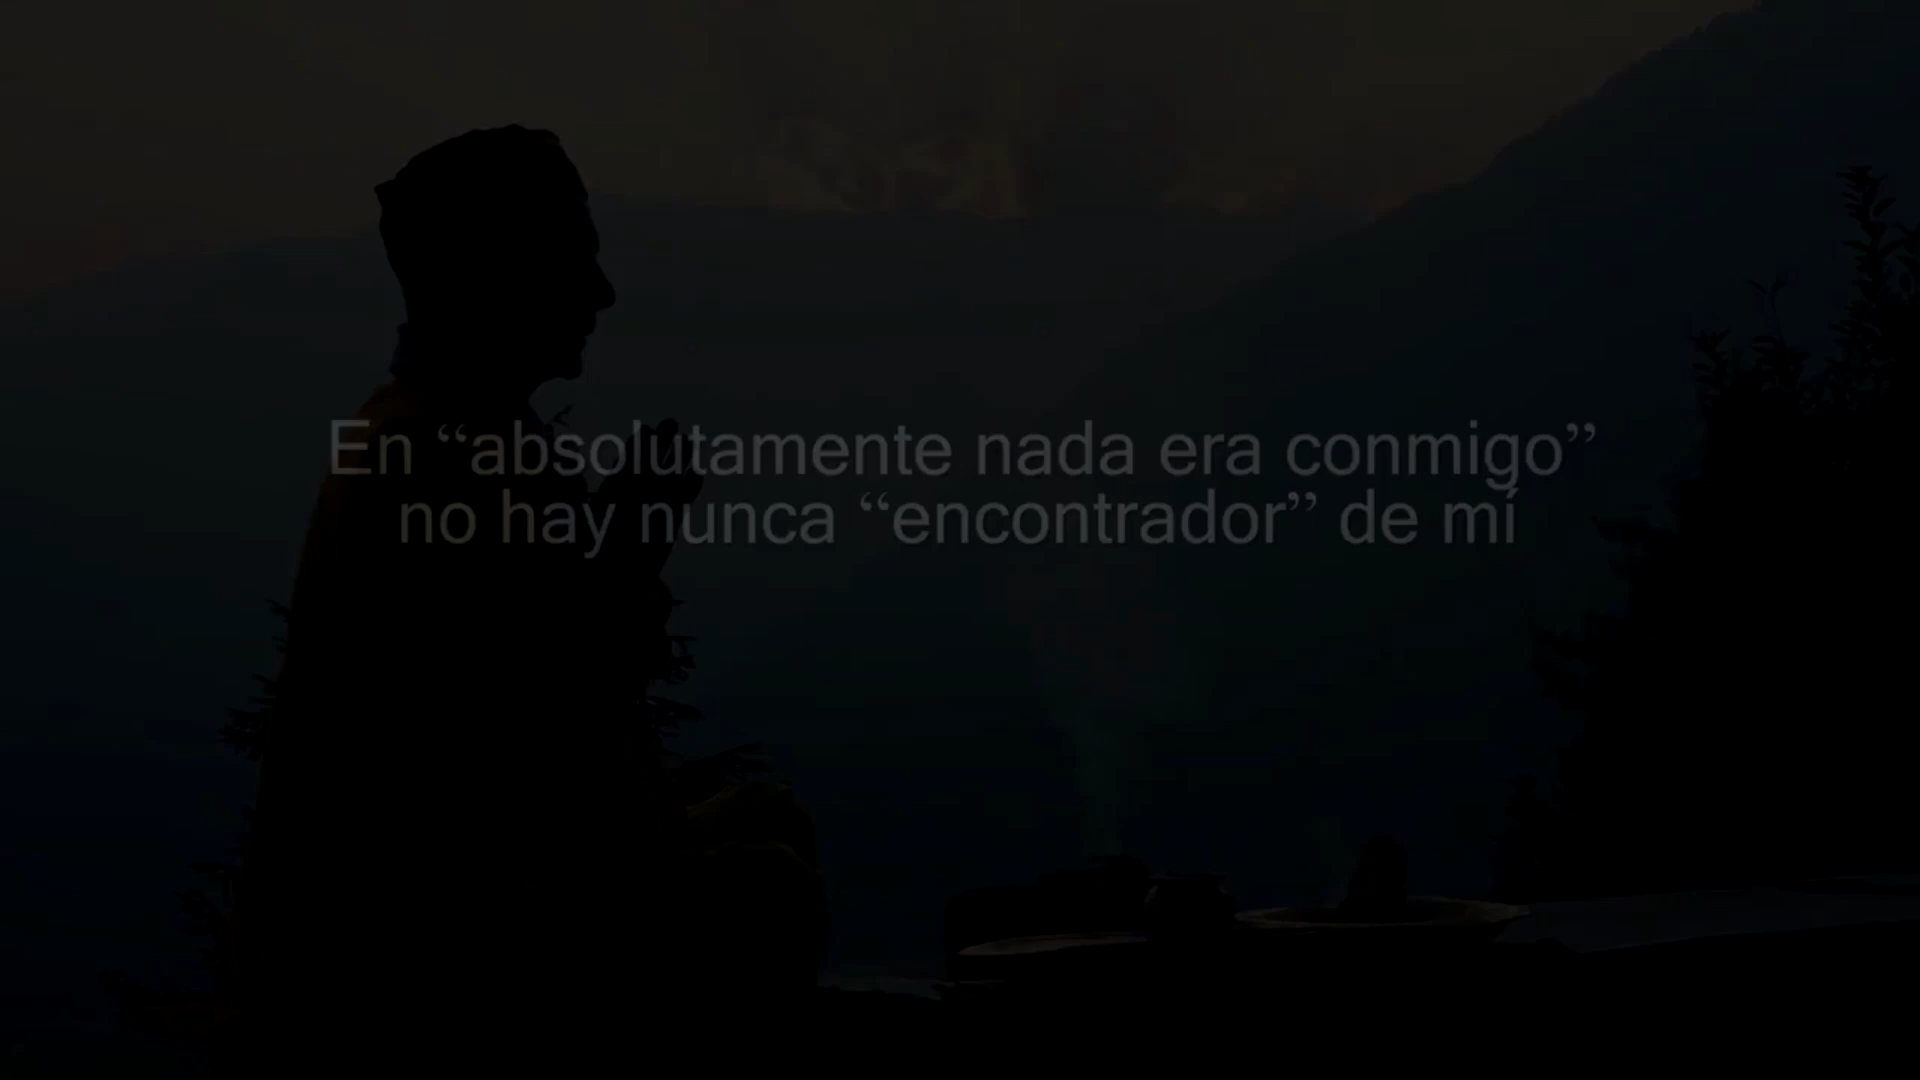 En “absolutamente nada era conmigo”
no hay nunca “encontrador” de mí